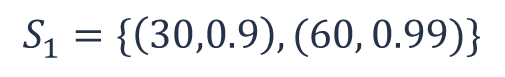 S₁ = {(30,0.9), (60, 0.99)}